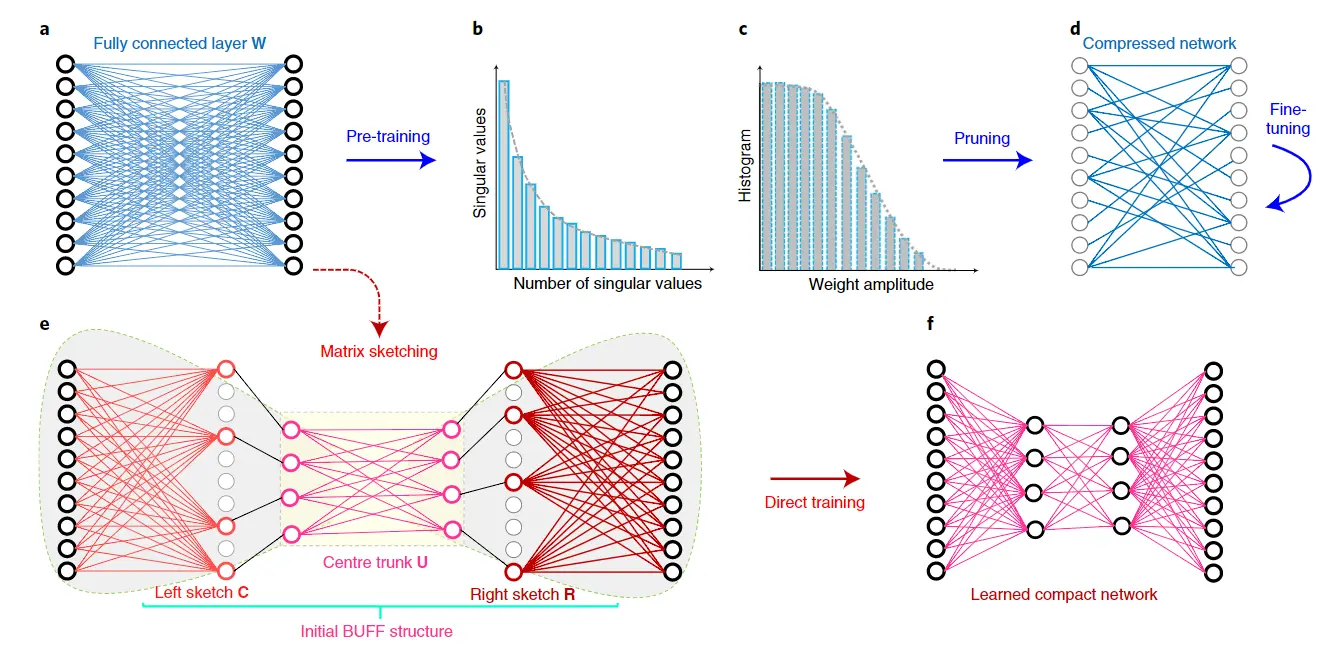 a
Fully connected layer W
Pre-training
b
Singular values
Number of singular values
c
Histogram
Weight amplitude
Pruning
d
Compressed network
Fine-
tuning
e
Matrix sketching
Left sketch C
Centre trunk U
Right sketch R
Initial BUFF structure
Direct training
f
Learned compact network